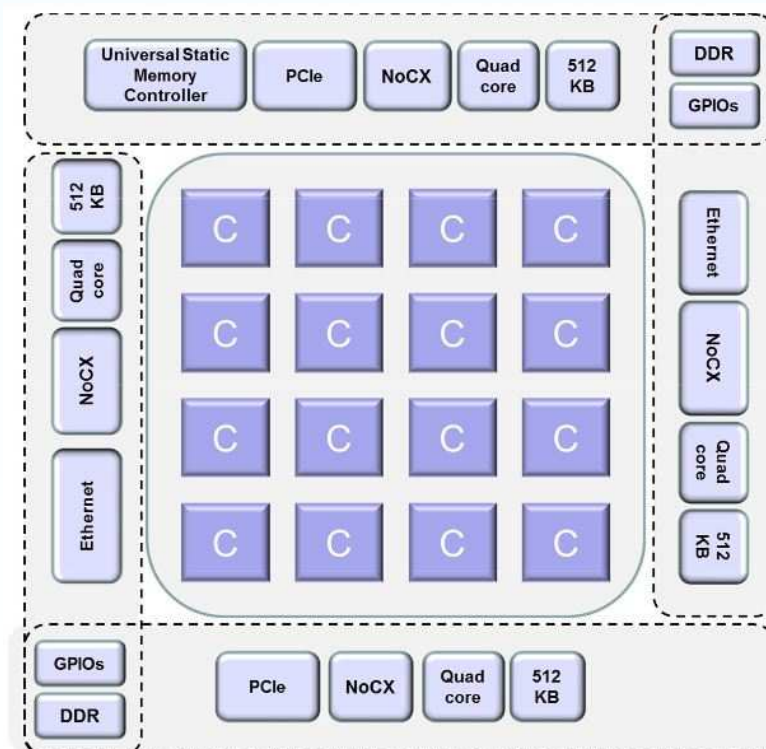 Universal Static
Memory
Controller
PCIe
NoCX
Quad
core
512
KB
DDR
GPIOs
512
KB
Quad
core
NoCX
Ethernet
C C C C
C C C C
C C C C
C C C C
Ethernet
NoCX
Quad
core
512
KB
GPIOs
DDR
PCIe
NoCX
Quad
core
512
KB